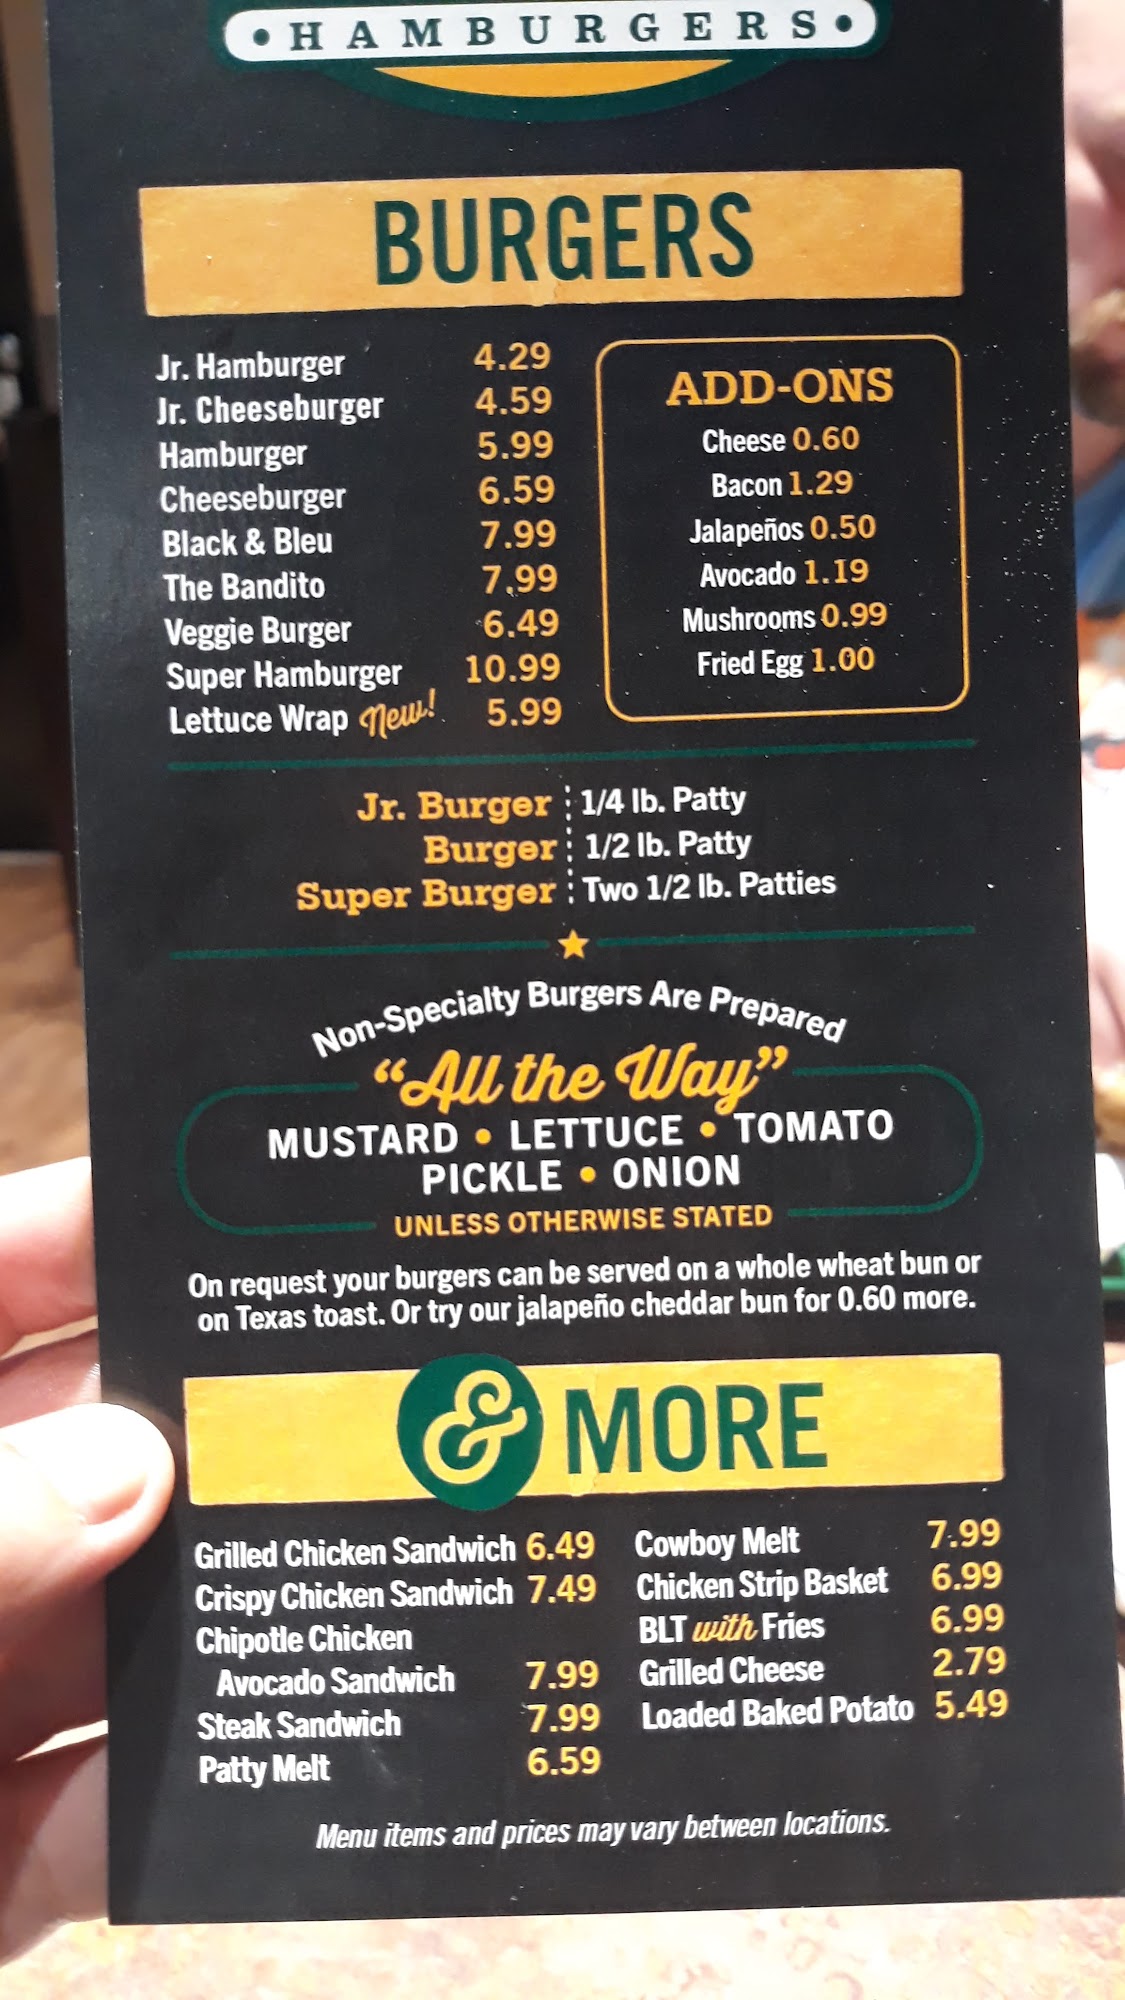 • HAMBURGERS •
BURGERS
Jr. Hamburger 4.29
Jr. Cheeseburger 4.59
Hamburger 5.99
Cheeseburger 6.59
Black & Bleu 7.99
The Bandito 7.99
Veggie Burger 6.49
Super Hamburger 10.99
Lettuce Wrap New! 5.99
ADD-ONS
Cheese 0.60
Bacon 1.29
Jalapeños 0.50
Avocado 1.19
Mushrooms 0.99
Fried Egg 1.00
Jr. Burger 1/4 lb. Patty
Burger 1/2 lb. Patty
Super Burger Two 1/2 lb. Patties
Non-Specialty Burgers Are Prepared
"All the Way"
MUSTARD • LETTUCE • TOMATO
PICKLE • ONION
UNLESS OTHERWISE STATED
On request your burgers can be served on a whole wheat bun or
on Texas toast. Or try our jalapeño cheddar bun for 0.60 more.
& MORE
Grilled Chicken Sandwich 6.49
Crispy Chicken Sandwich 7.49
Chipotle Chicken
Avocado Sandwich 7.99
Steak Sandwich 7.99
Patty Melt 6.59
Cowboy Melt 7.99
Chicken Strip Basket 6.99
BLT with Fries 6.99
Grilled Cheese 2.79
Loaded Baked Potato 5.49
Menu items and prices may vary between locations.